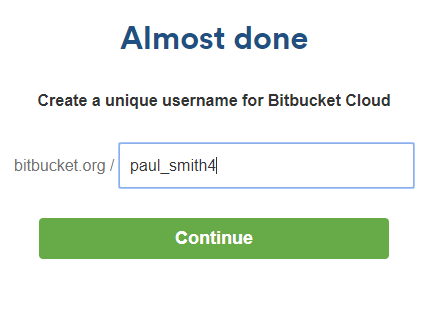 Almost done
Create a unique username for Bitbucket Cloud
bitbucket.org / paul_smith4
Continue